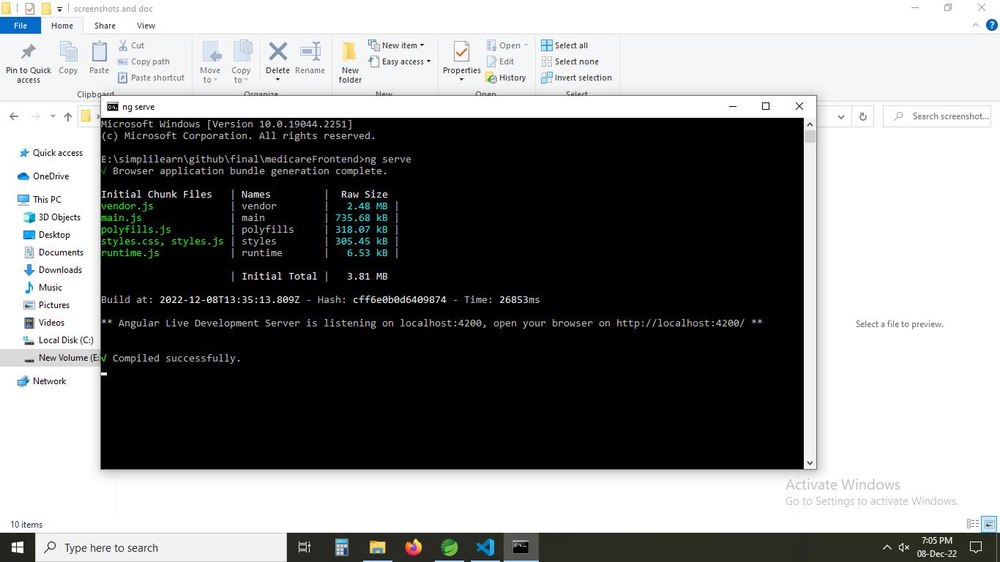 screenshots and doc
File Home Share View
Pin to Quick access
Copy
Paste
Cut
Copy path
Paste shortcut
Clipboard
Move to
Copy to
Delete
Rename
Organize
New folder
New item
Easy access
New
Properties
Open
Edit
History
Open
Select all
Select none
Invert selection
Select
Search screenshot...
Quick access
OneDrive
This PC
3D Objects
Desktop
Documents
Downloads
Music
Pictures
Videos
Local Disk (C:)
New Volume (E:
Network
ng serve
Microsoft Windows [Version 10.0.19044.2251]
(c) Microsoft Corporation. All rights reserved.
E:\simplilearn\github\final\medicareFrontend>ng serve
√ Browser application bundle generation complete.
Initial Chunk Files | Names | Raw Size
vendor.js | vendor | 2.48 MB |
main.js | main | 735.68 kB |
polyfills.js | polyfills | 318.07 kB |
styles.css, styles.js | styles | 305.45 kB |
runtime.js | runtime | 6.53 kB |
| Initial Total | 3.81 MB
Build at: 2022-12-08T13:35:13.809Z - Hash: cff6e0b0d6409874 - Time: 26853ms
** Angular Live Development Server is listening on localhost:4200, open your browser on http://localhost:4200/ **
√ Compiled successfully.
Select a file to preview.
Activate Windows
Go to Settings to activate Windows.
10 items
Type here to search
7:05 PM
08-Dec-22